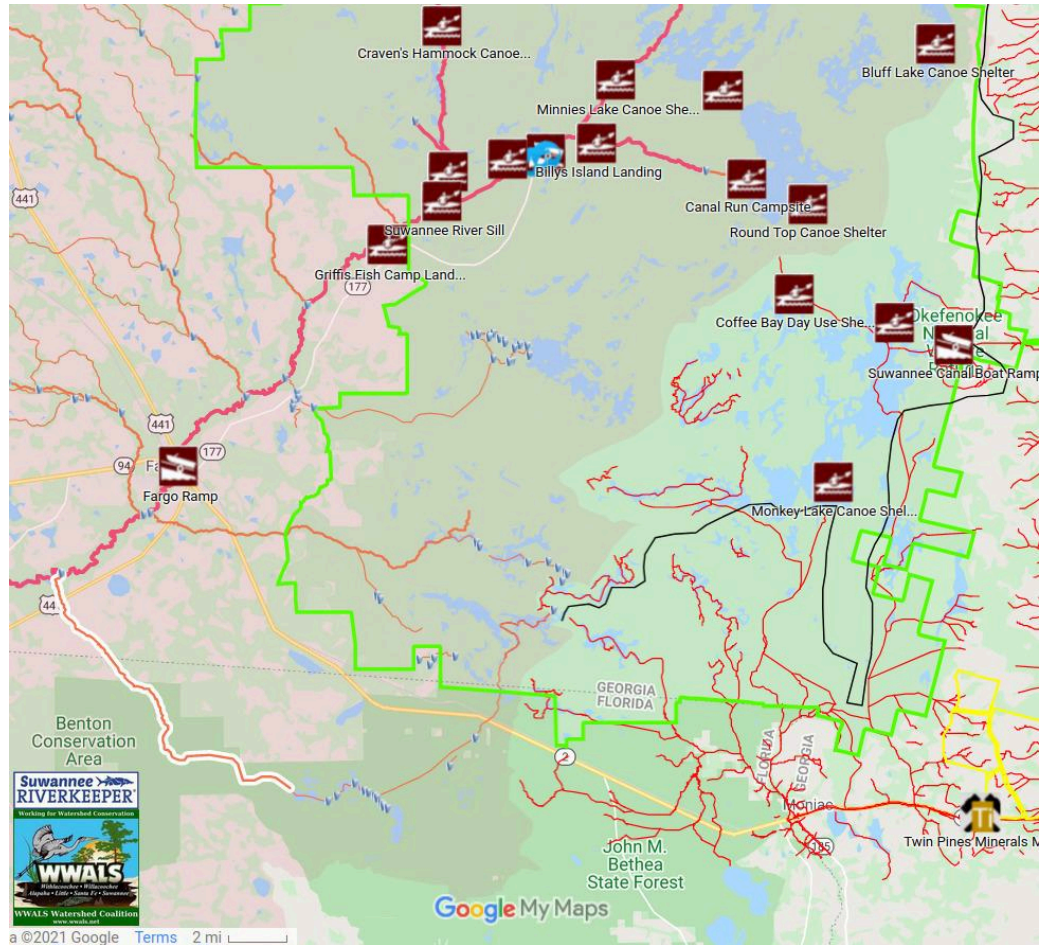 Craven's Hammock Canoe...
Bluff Lake Canoe Shelter
Minnies Lake Canoe She...
Billys Island Landing
441
Canal Run Campsite
Suwannee River Sill
Round Top Canoe Shelter
Griffis Fish Camp Land...
177
Coffee Bay Day Use She...
Okefenokee
Suwannee Canal Boat Ramp
441
177
94
Fa
Fargo Ramp
Monkey Lake Canoe Shel...
44
GEORGIA
FLORIDA
Benton
Conservation
Area
FLORIDA
GEORGIA
2
Moniac
185
Twin Pines Minerals M
John M.
Bethea
State Forest
Suwannee
RIVERKEEPER®
Working for Watershed Conservation
WWALS
Withlacoochee • Willacoochee
Alapaha • Little • Santa Fe • Suwannee
WWALS Watershed Coalition
www.wwals.net
Google My Maps
a ©2021 Google Terms 2 mi